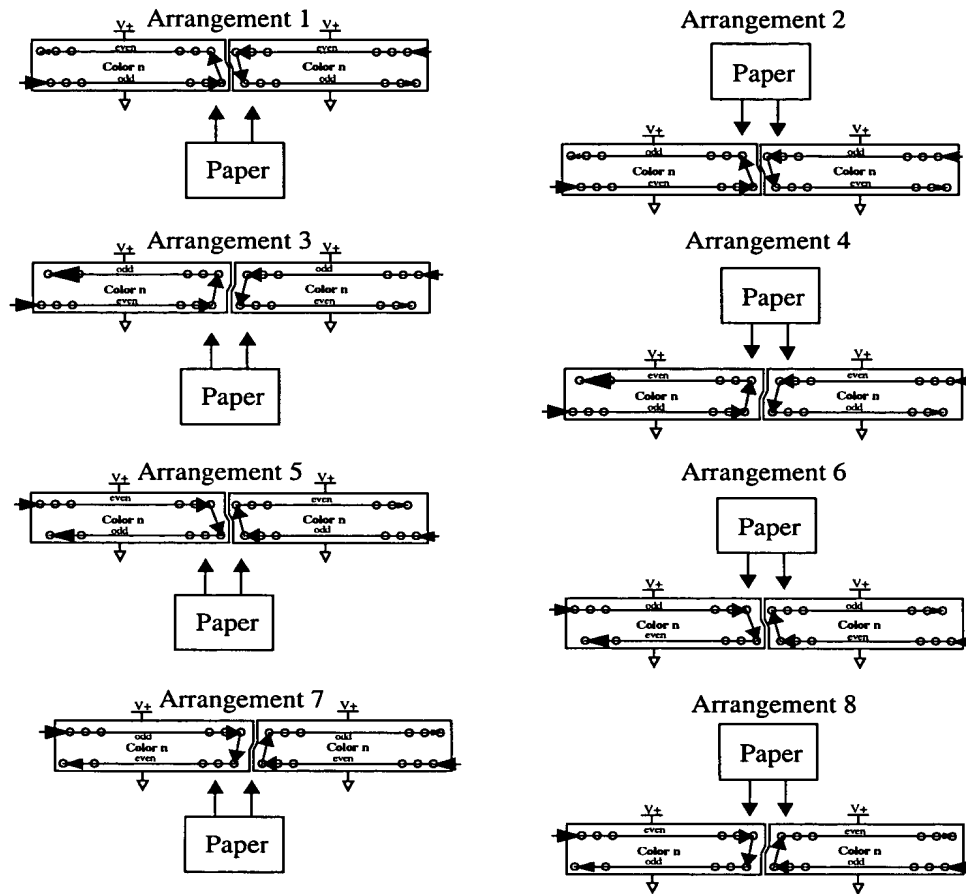 Arrangement 1
V+ V+
even even
Color n Color n
odd odd
Paper
Arrangement 2
Paper
V+ V+
odd odd
Color n Color n
even even
Arrangement 3
V+ V+
odd odd
Color n Color n
even even
Paper
Arrangement 4
Paper
V+ V+
even even
Color n Color n
odd odd
Arrangement 5
V+ V+
even even
Color n Color n
odd odd
Paper
Arrangement 6
Paper
V+ V+
odd odd
Color n Color n
even even
Arrangement 7
V+ V+
odd odd
Color n Color n
even even
Paper
Arrangement 8
Paper
V+ V+
even even
Color n Color n
odd odd